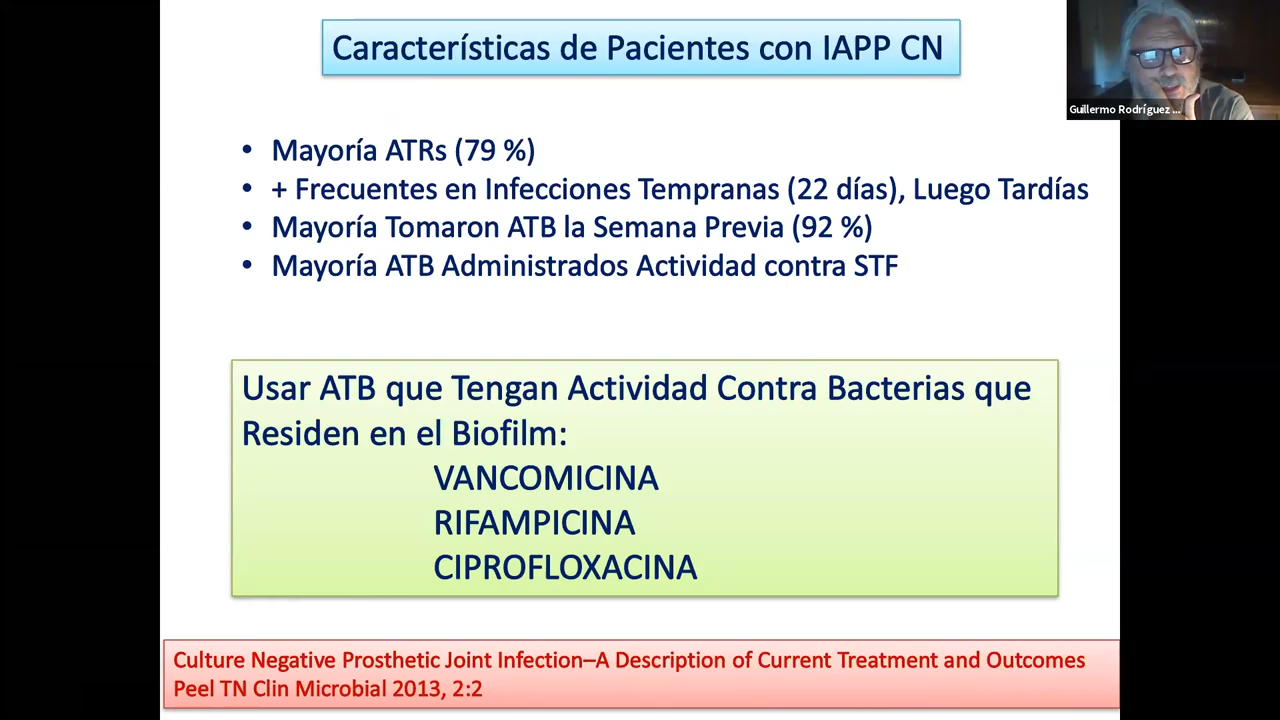 Características de Pacientes con IAPP CN
Guillermo Rodríguez ...
• Mayoría ATRs (79 %)
• + Frecuentes en Infecciones Tempranas (22 días), Luego Tardías
• Mayoría Tomaron ATB la Semana Previa (92 %)
• Mayoría ATB Administrados Actividad contra STF
Usar ATB que Tengan Actividad Contra Bacterias que
Residen en el Biofilm:
VANCOMICINA
RIFAMPICINA
CIPROFLOXACINA
Culture Negative Prosthetic Joint Infection–A Description of Current Treatment and Outcomes
Peel TN Clin Microbial 2013, 2:2